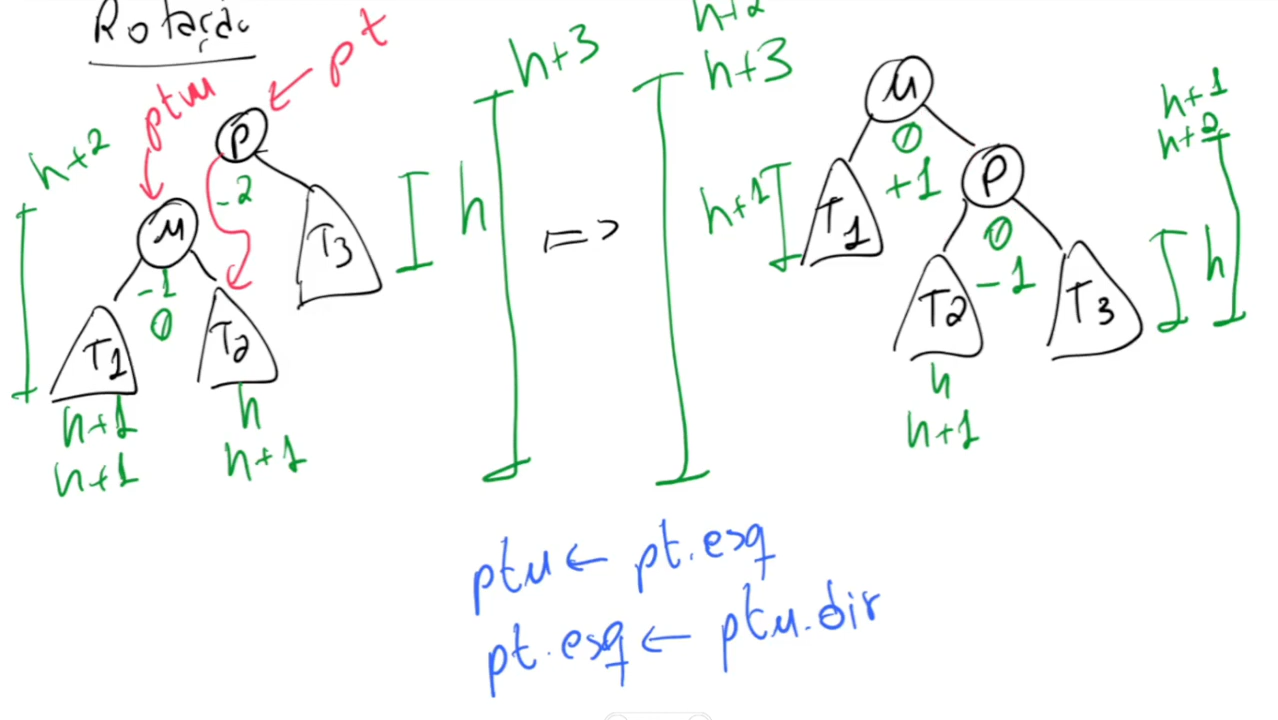 Rotação
pt
ptu
h+2
P
-2
u
-1
0
T1
h+1
h+1
T2
h
h+1
T3
h
h+3
=>
h+2
h+3
u
0
+1
h+1
T1
P
0
-1
T2
h
h+1
T3
h
h+1
h+2
ptu ← pt.esq
pt.esq ← ptu.dir